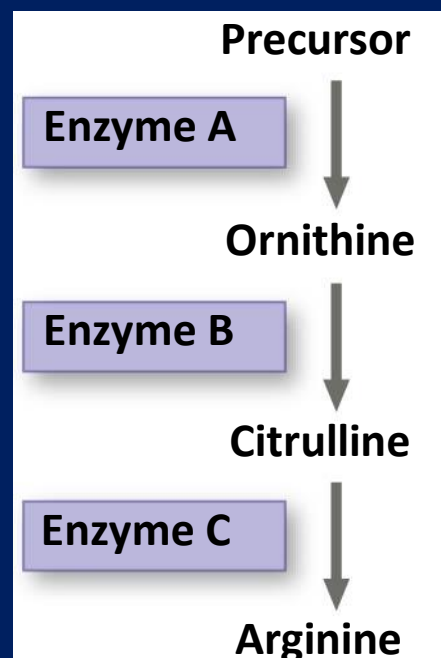 Precursor
Enzyme A
Ornithine
Enzyme B
Citrulline
Enzyme C
Arginine